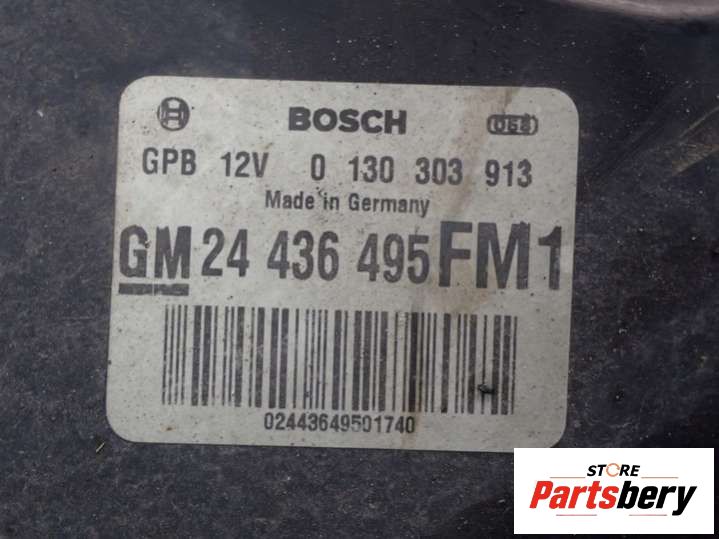 BOSCH
GPB 12V 0 130 303 913
Made in Germany
GM 24 436 495 FM1
02443649501740
STORE
Partsbery